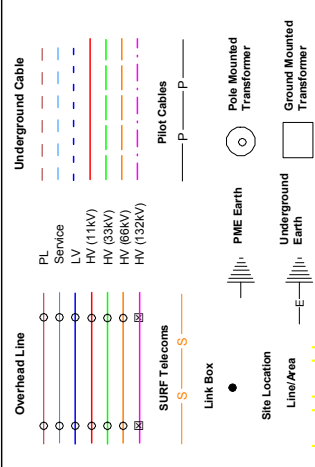 Overhead Line
Underground Cable
PL
Service
LV
HV (11kV)
HV (33kV)
HV (66kV)
HV (132kV)
SURF Telecoms
Pilot Cables
S S
P P
Link Box
PME Earth
Pole Mounted
Transformer
Site Location
Line/Area
Underground
Earth
E
Ground Mounted
Transformer